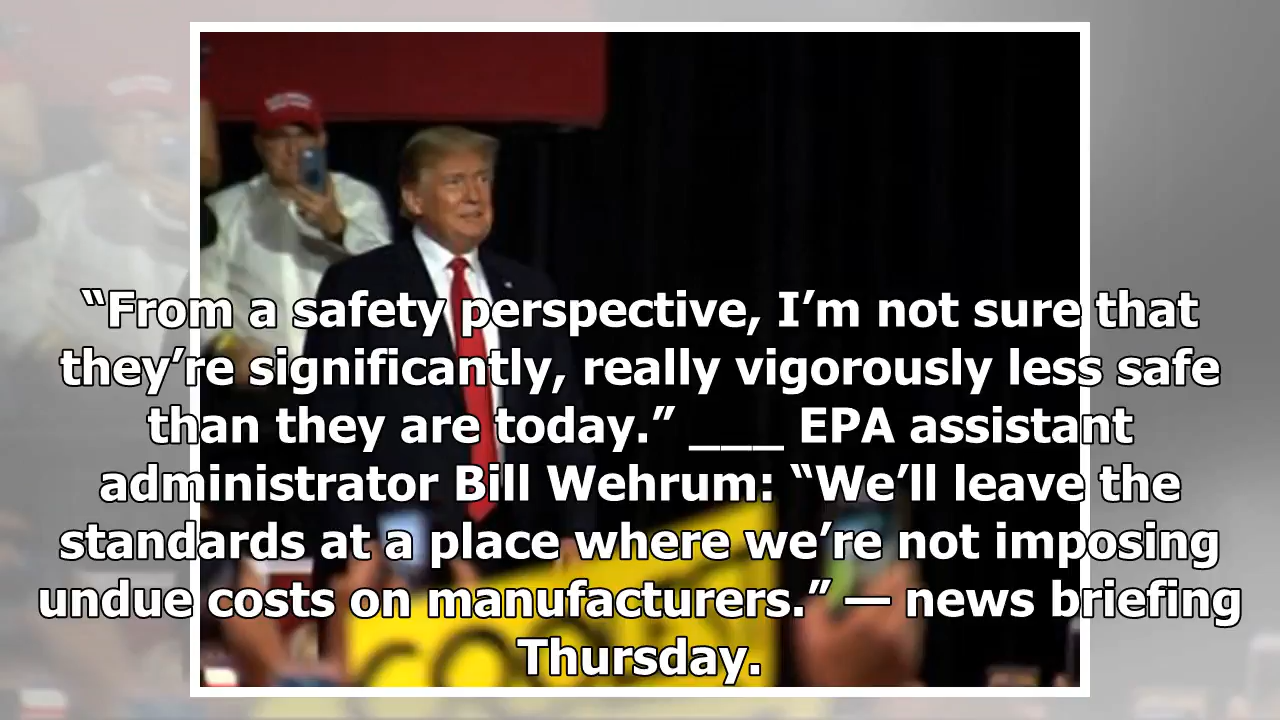 “From a safety perspective, I’m not sure that
they’re significantly, really vigorously less safe
than they are today.” ___ EPA assistant
administrator Bill Wehrum: “We’ll leave the
standards at a place where we’re not imposing
undue costs on manufacturers.” — news briefing
Thursday.